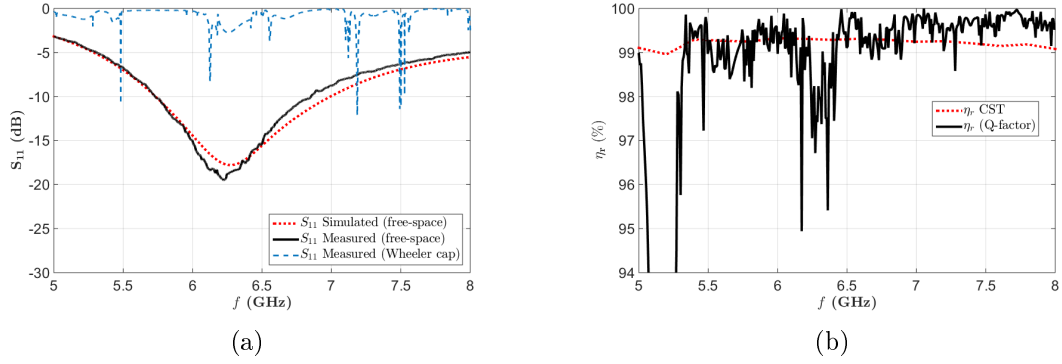 0
-5
-10
-15
-20
-25
-30
S11 (dB)
S11 Simulated (free-space)
S11 Measured (free-space)
S11 Measured (Wheeler cap)
5 5.5 6 6.5 7 7.5 8
f (GHz)
(a)
100
99
98
97
96
95
94
ηr (%)
ηr CST
ηr (Q-factor)
5 5.5 6 6.5 7 7.5 8
f (GHz)
(b)